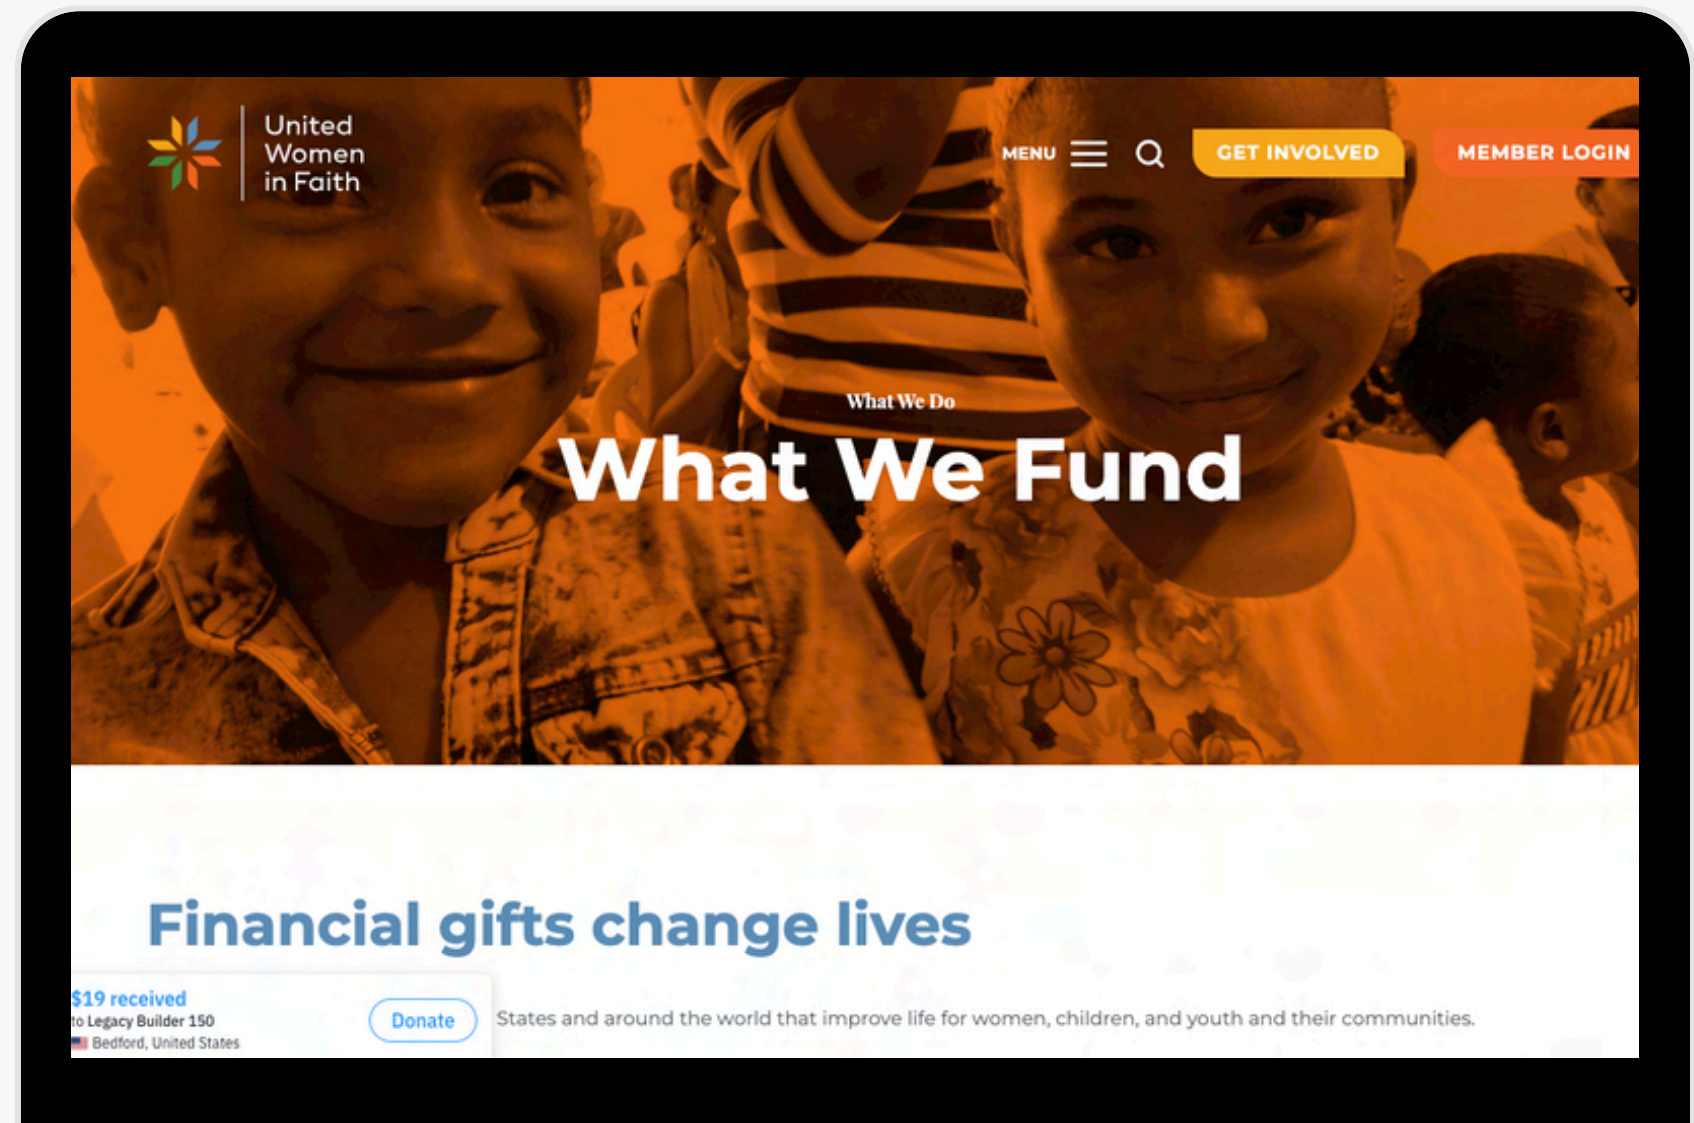 United
Women
in Faith
MENU
GET INVOLVED
MEMBER LOGIN
What We Do
What We Fund
Financial gifts change lives
$19 received
to Legacy Builder 150
Bedford, United States
Donate
States and around the world that improve life for women, children, and youth and their communities.